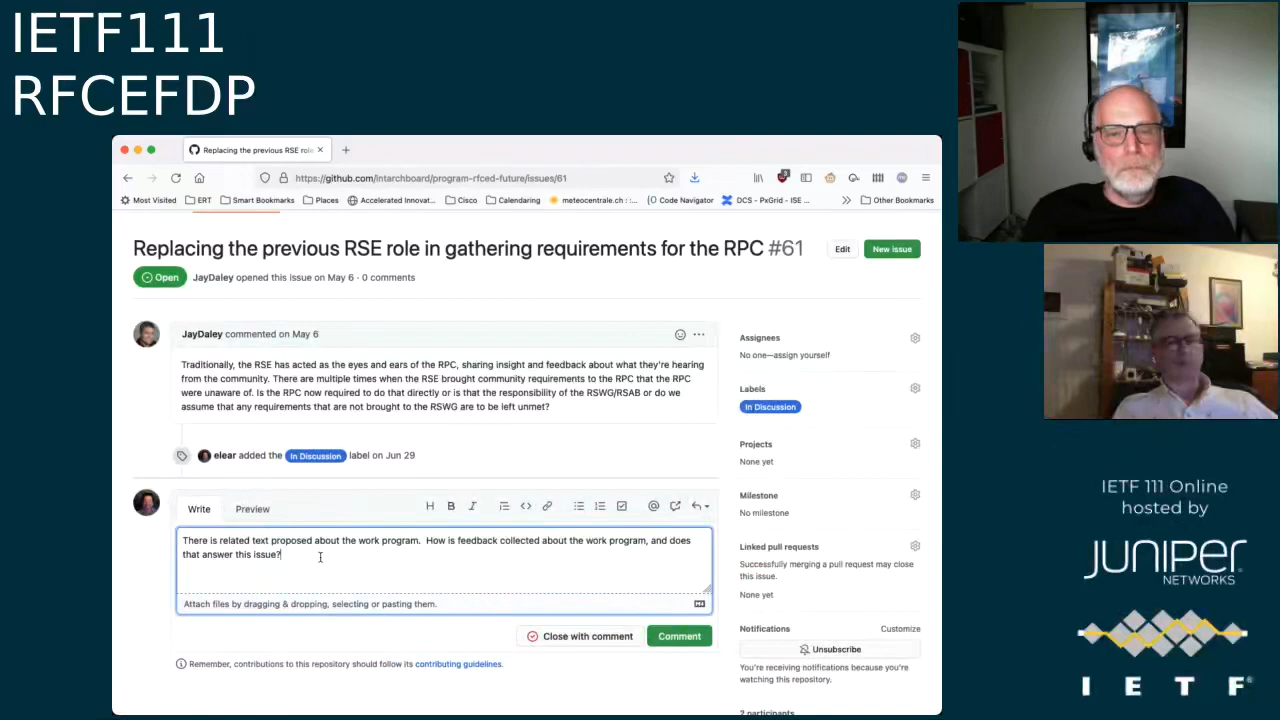 IETF111
RFCEFDP
Replacing the previous RSE role
https://github.com/intarchboard/program-rfced-future/issues/61
Most Visited ERT Smart Bookmarks Places Accelerated Innovat... Cisco Calendaring meteocentrale.ch : :... Code Navigator DCS - PxGrid - ISE ... Other Bookmarks
Replacing the previous RSE role in gathering requirements for the RPC #61
Edit New issue
Open JayDaley opened this issue on May 6 · 0 comments
JayDaley commented on May 6
Traditionally, the RSE has acted as the eyes and ears of the RPC, sharing insight and feedback about what they're hearing
from the community. There are multiple times when the RSE brought community requirements to the RPC that the RPC
were unaware of. Is the RPC now required to do that directly or is that the responsibility of the RSWG/RSAB or do we
assume that any requirements that are not brought to the RSWG are to be left unmet?
elear added the In Discussion label on Jun 29
Write Preview
There is related text proposed about the work program. How is feedback collected about the work program, and does
that answer this issue?
Attach files by dragging & dropping, selecting or pasting them.
Close with comment Comment
Remember, contributions to this repository should follow its contributing guidelines.
Assignees
No one—assign yourself
Labels
In Discussion
Projects
None yet
Milestone
No milestone
Linked pull requests
Successfully merging a pull request may close
this issue.
None yet
Notifications Customize
Unsubscribe
You're receiving notifications because you're
watching this repository.
2 participants
IETF 111 Online
hosted by
JUNIPER
NETWORKS
I E T F